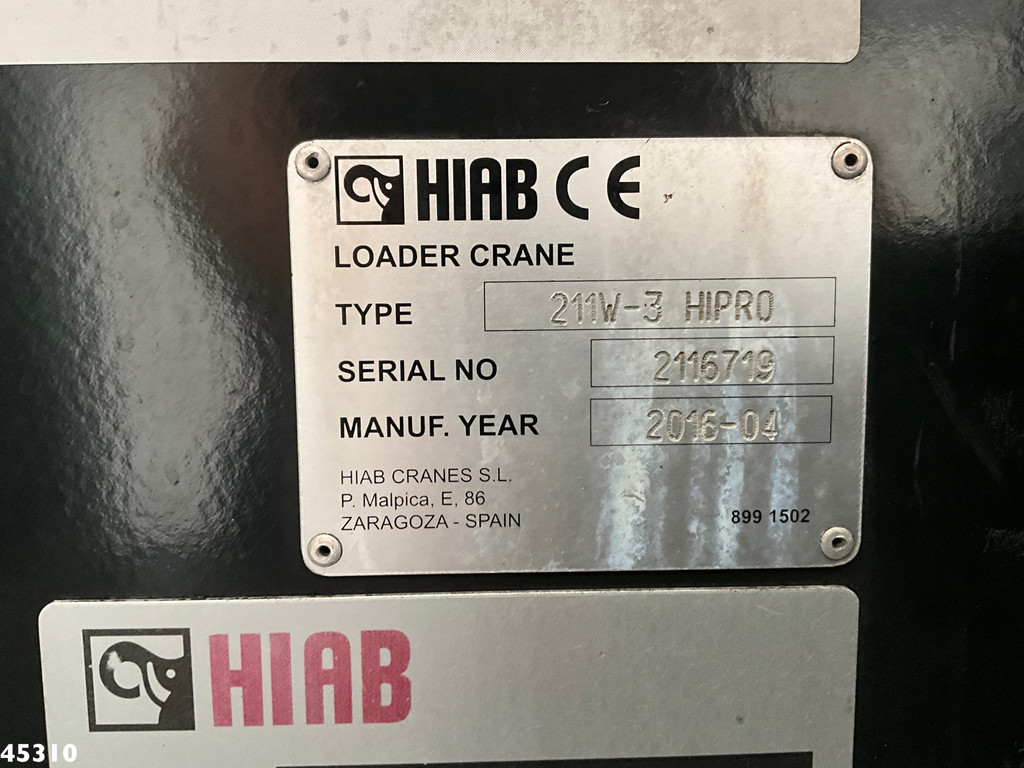 HIAB CE
LOADER CRANE
TYPE 211W-3 HIPRO
SERIAL NO 2116719
MANUF. YEAR 2016-04
HIAB CRANES S.L.
P. Malpica, E, 86
ZARAGOZA - SPAIN
899 1502
HIAB
45310